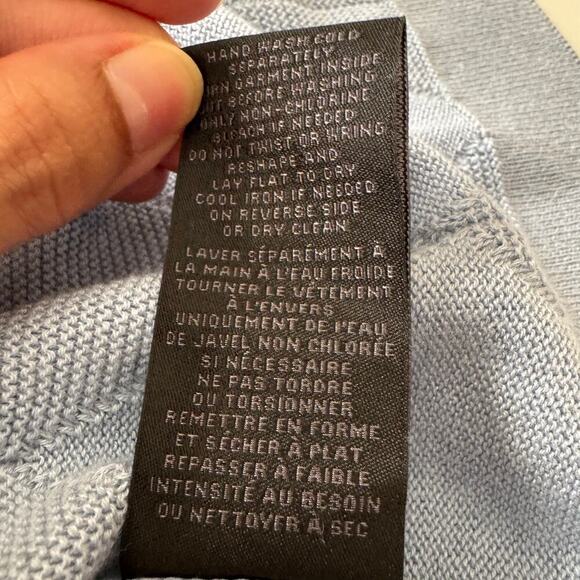 HAND WASH COLD
SEPARATELY
URN GARMENT INSIDE
OUT BEFORE WASHING
ONLY NON-CHLORINE
BLEACH IF NEEDED
DO NOT TWIST OR WRING
RESHAPE AND
LAY FLAT TO DRY
COOL IRON IF NEEDED
ON REVERSE SIDE
OR DRY CLEAN
LAVER SÉPARÉMENT À
LA MAIN À L'EAU FROIDE
TOURNER LE VÊTEMENT
À L'ENVERS
UNIQUEMENT DE L'EAU
DE JAVEL NON CHLORÉE
SI NÉCESSAIRE
NE PAS TORDRE
OU TORSIONNER
REMETTRE EN FORME
ET SÉCHER À PLAT
REPASSER À FAIBLE
INTENSITÉ AU BESOIN
OU NETTOYER À SEC